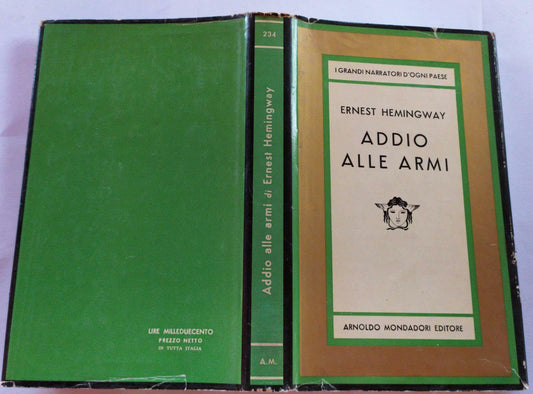 LIRE MILLEDUECENTO
PREZZO NETTO
IN TUTTA ITALIA
234
Addio alle armi di Ernest Hemingway
A.M.
I GRANDI NARRATORI D'OGNI PAESE
ERNEST HEMINGWAY
ADDIO
ALLE ARMI
ARNOLDO MONDADORI EDITORE